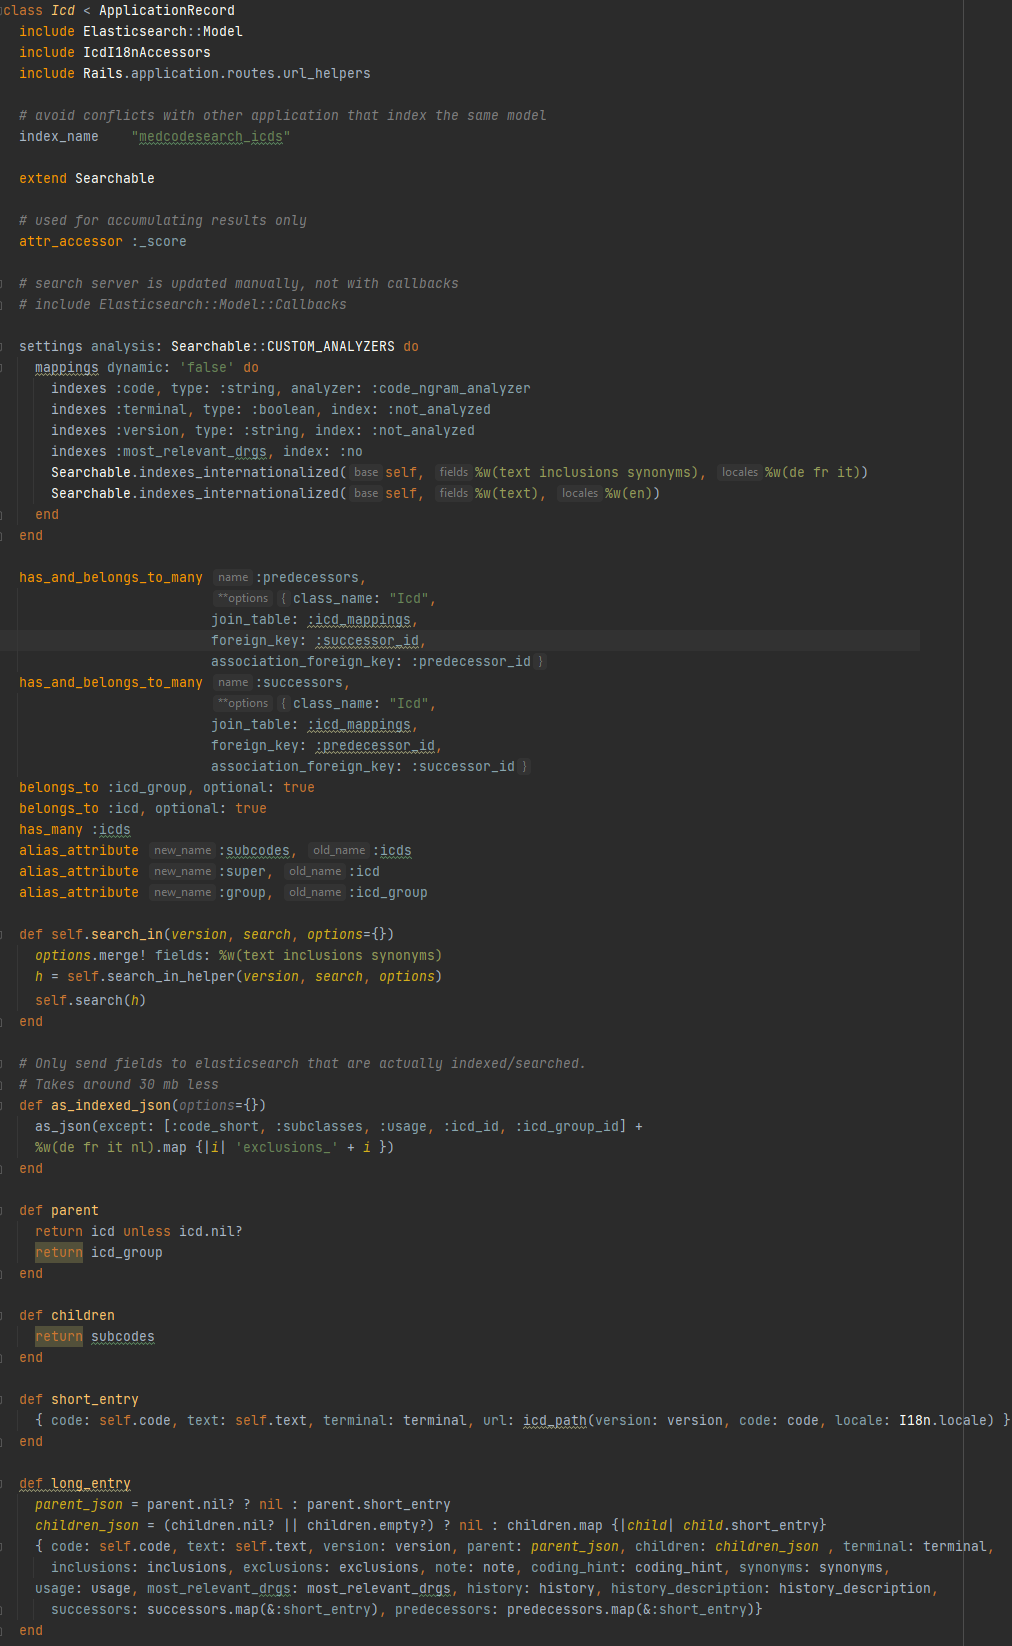 class Icd < ApplicationRecord
  include Elasticsearch::Model
  include IcdI18nAccessors
  include Rails.application.routes.url_helpers

  # avoid conflicts with other application that index the same model
  index_name    "medcodesearch_icds"

  extend Searchable

  # used for accumulating results only
  attr_accessor :_score

  # search server is updated manually, not with callbacks
  # include Elasticsearch::Model::Callbacks

  settings analysis: Searchable::CUSTOM_ANALYZERS do
    mappings dynamic: 'false' do
      indexes :code, type: :string, analyzer: :code_ngram_analyzer
      indexes :terminal, type: :boolean, index: :not_analyzed
      indexes :version, type: :string, index: :not_analyzed
      indexes :most_relevant_drgs, index: :no
      Searchable.indexes_internationalized( base self, fields %w(text inclusions synonyms), locales %w(de fr it))
      Searchable.indexes_internationalized( base self, fields %w(text), locales %w(en))
    end
  end

  has_and_belongs_to_many name :predecessors,
                          **options { class_name: "Icd",
                          join_table: :icd_mappings,
                          foreign_key: :successor_id,
                          association_foreign_key: :predecessor_id }
  has_and_belongs_to_many name :successors,
                          **options { class_name: "Icd",
                          join_table: :icd_mappings,
                          foreign_key: :predecessor_id,
                          association_foreign_key: :successor_id }
  belongs_to :icd_group, optional: true
  belongs_to :icd, optional: true
  has_many :icds
  alias_attribute new_name :subcodes, old_name :icds
  alias_attribute new_name :super, old_name :icd
  alias_attribute new_name :group, old_name :icd_group

  def self.search_in(version, search, options={})
    options.merge! fields: %w(text inclusions synonyms)
    h = self.search_in_helper(version, search, options)
    self.search(h)
  end

  # Only send fields to elasticsearch that are actually indexed/searched.
  # Takes around 30 mb less
  def as_indexed_json(options={})
    as_json(except: [:code_short, :subclasses, :usage, :icd_id, :icd_group_id] +
    %w(de fr it nl).map {|i| 'exclusions_' + i })
  end

  def parent
    return icd unless icd.nil?
    return icd_group
  end

  def children
    return subcodes
  end

  def short_entry
    { code: self.code, text: self.text, terminal: terminal, url: icd_path(version: version, code: code, locale: I18n.locale) }
  end

  def long_entry
    parent_json = parent.nil? ? nil : parent.short_entry
    children_json = (children.nil? || children.empty?) ? nil : children.map {|child| child.short_entry}
    { code: self.code, text: self.text, version: version, parent: parent_json, children: children_json , terminal: terminal,
      inclusions: inclusions, exclusions: exclusions, note: note, coding_hint: coding_hint, synonyms: synonyms,
    usage: usage, most_relevant_drgs: most_relevant_drgs, history: history, history_description: history_description,
      successors: successors.map(&:short_entry), predecessors: predecessors.map(&:short_entry)}
  end